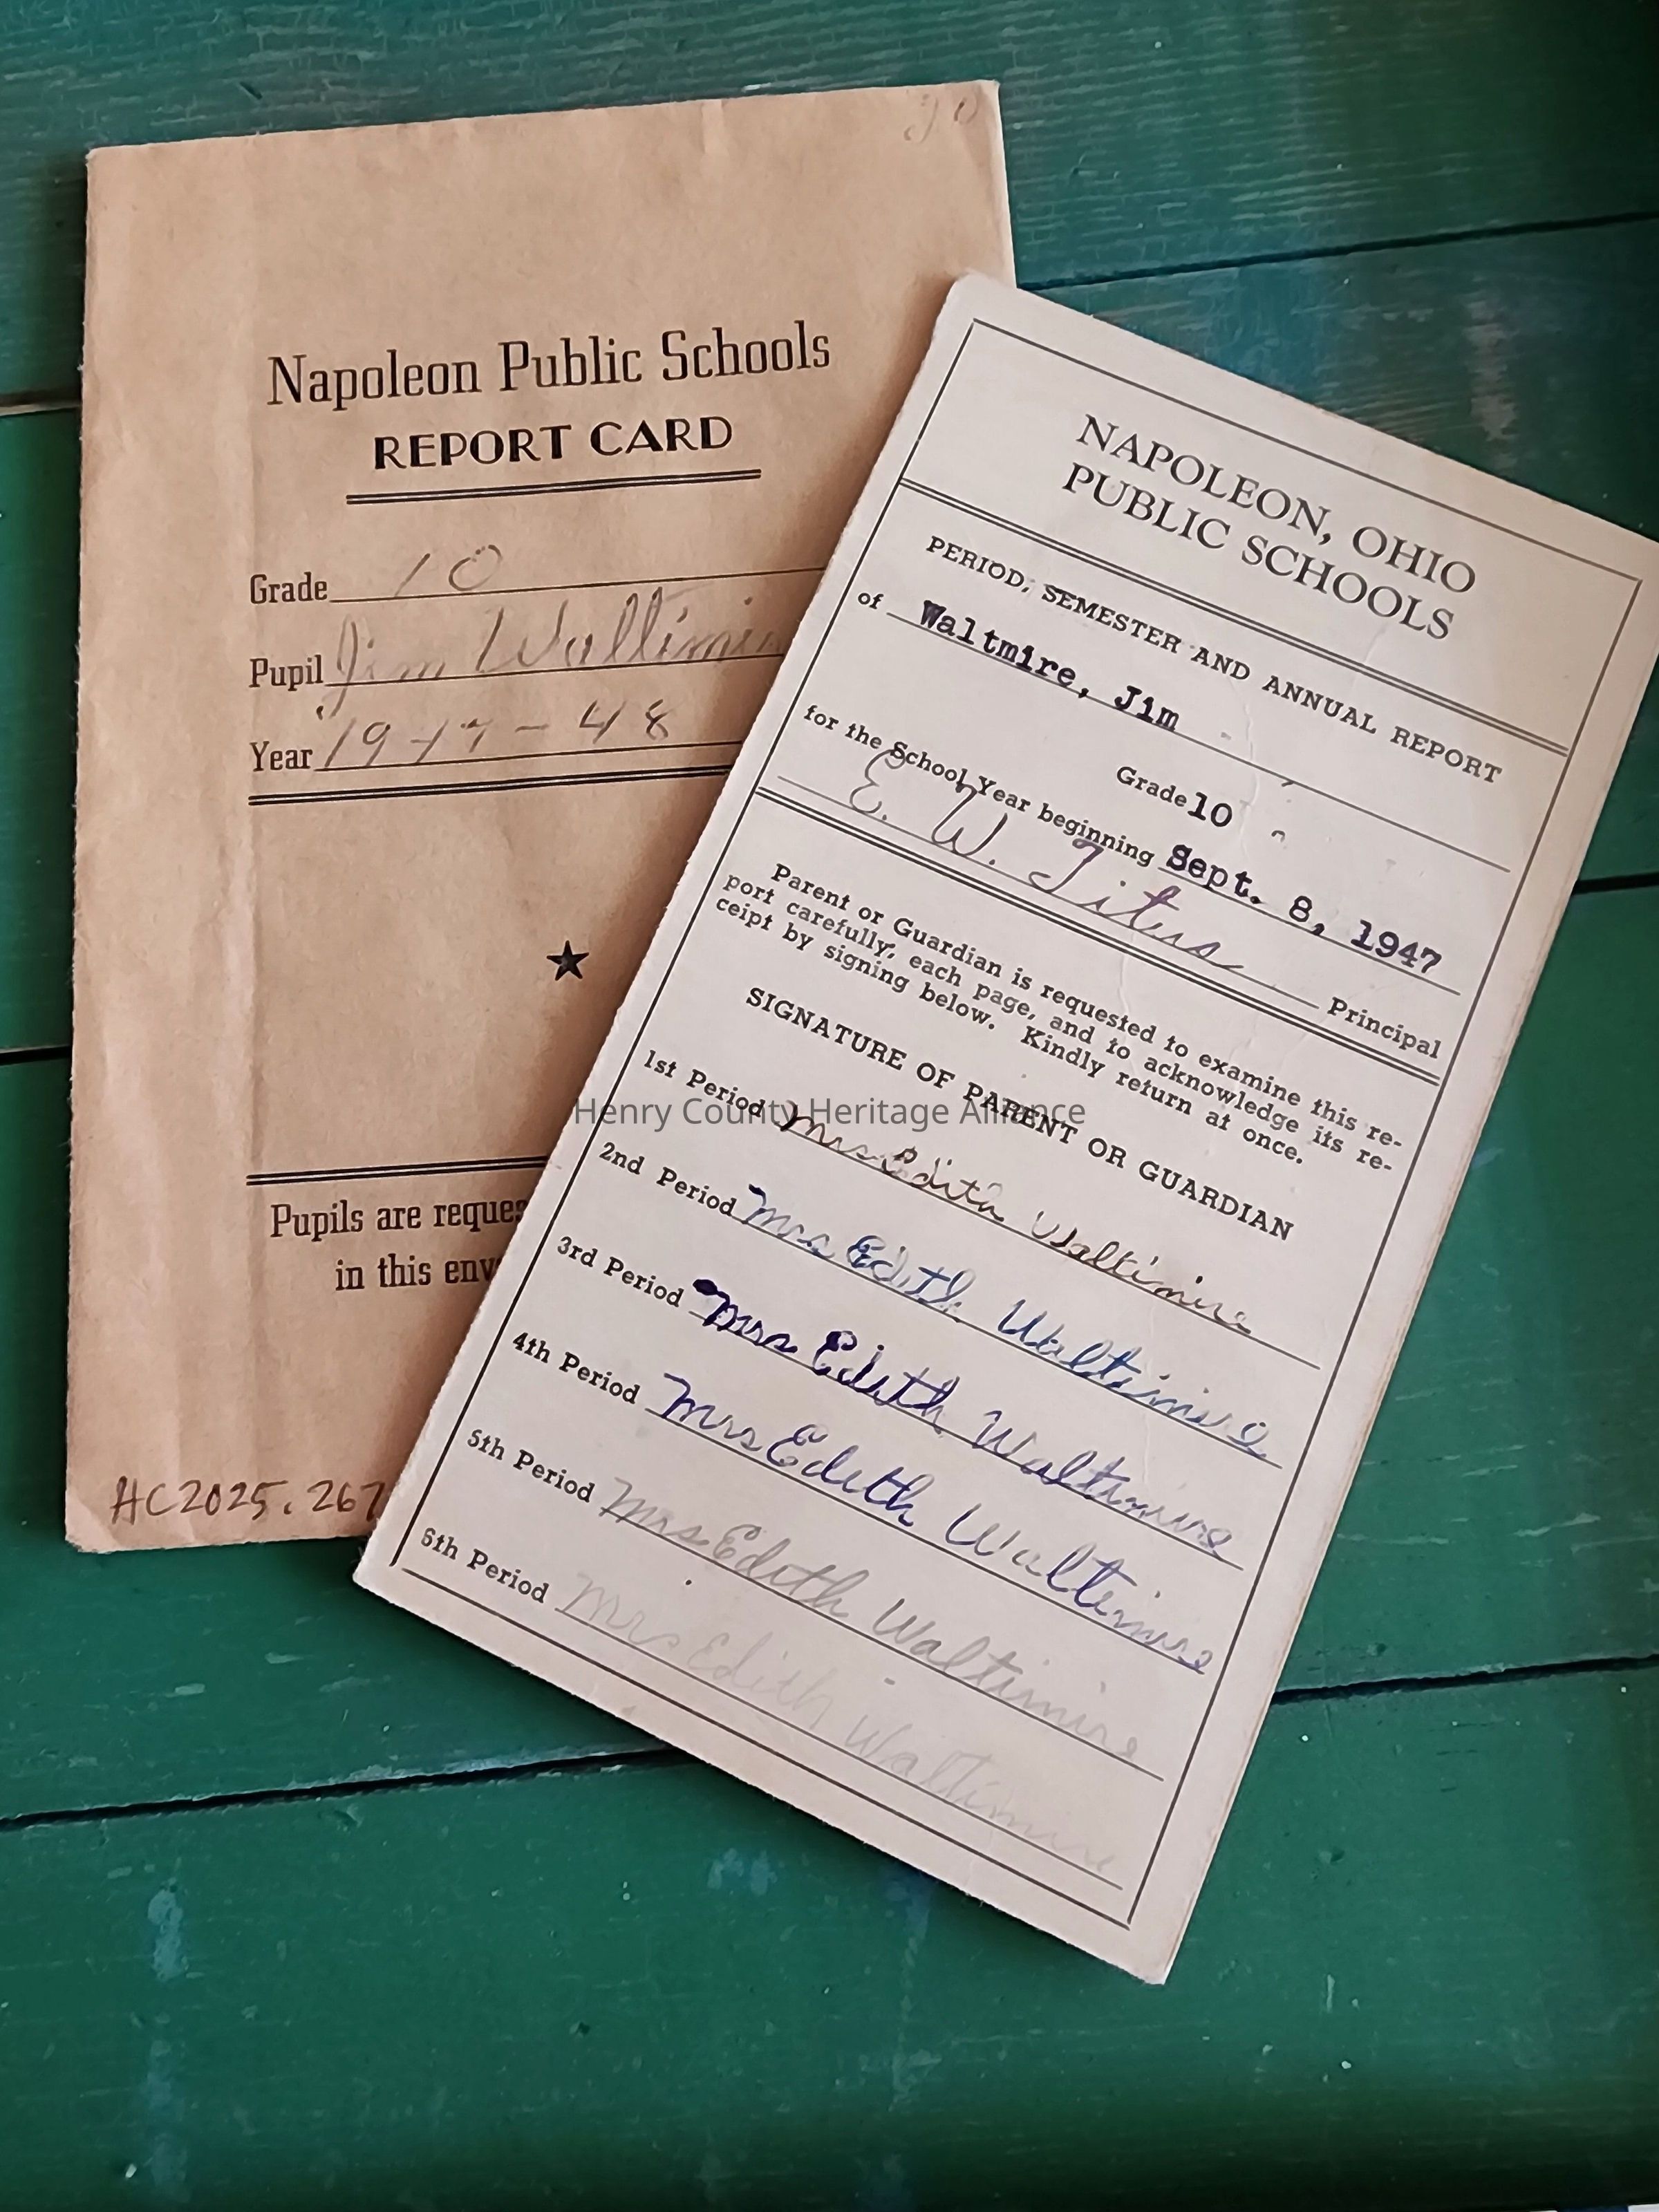 Napoleon Public Schools
REPORT CARD
Grade 10
Pupil Jim Waltimi
Year 1947-48
Pupils are reques
in this env
HC2025.267
NAPOLEON, OHIO
PUBLIC SCHOOLS
PERIOD, SEMESTER AND ANNUAL REPORT
of Waltmire, Jim
Grade 10
for the School Year beginning Sept. 8, 1947
E. W. Titus Principal
Parent or Guardian is requested to examine this re-
port carefully, each page, and to acknowledge its re-
ceipt by signing below. Kindly return at once.
SIGNATURE OF PARENT OR GUARDIAN
1st Period Mrs Edith Waltimire
2nd Period Mrs Edith Waltimire
3rd Period Mrs Edith Waltimire
4th Period Mrs Edith Waltimire
5th Period Mrs Edith Waltimire
6th Period Mrs Edith Waltimire
Henry County Heritage Alliance